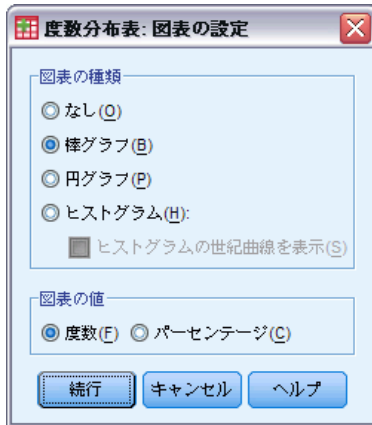 度数分布表: 図表の設定
図表の種類
なし(O)
棒グラフ(B)
円グラフ(P)
ヒストグラム(H):
ヒストグラムの世紀曲線を表示(S)
図表の値
度数(F) パーセンテージ(C)
続行 キャンセル ヘルプ